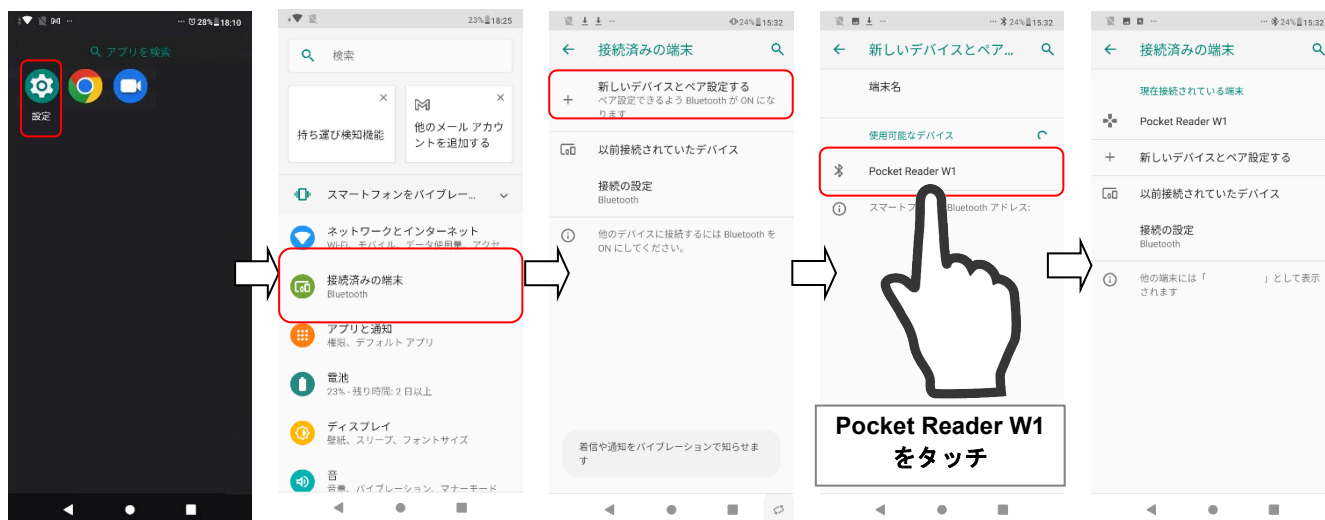 28% 18:10
アプリを検索
設定
23% 18:25
検索
持ち運び検知機能
他のメール アカウ
ントを追加する
スマートフォンをバイブレー...
ネットワークとインターネット
Wi-Fi、モバイル、データ使用量、アクセ
接続済みの端末
Bluetooth
アプリと通知
権限、デフォルト アプリ
電池
23% - 残り時間: 2 日以上
ディスプレイ
壁紙、スリープ、フォントサイズ
音
音量、バイブレーション、マナーモード
24% 15:32
接続済みの端末
新しいデバイスとペア設定する
ペア設定できるよう Bluetooth が ON にな
ります
以前接続されていたデバイス
接続の設定
Bluetooth
他のデバイスに接続するには Bluetooth を
ON にしてください。
着信や通知をバイブレーションで知らせま
す
24% 15:32
新しいデバイスとペア...
端末名
使用可能なデバイス
Pocket Reader W1
スマートフ Bluetooth アドレス:
Pocket Reader W1
をタッチ
24% 15:32
接続済みの端末
現在接続されている端末
Pocket Reader W1
新しいデバイスとペア設定する
以前接続されていたデバイス
接続の設定
Bluetooth
他の端末には「 」として表示
されます